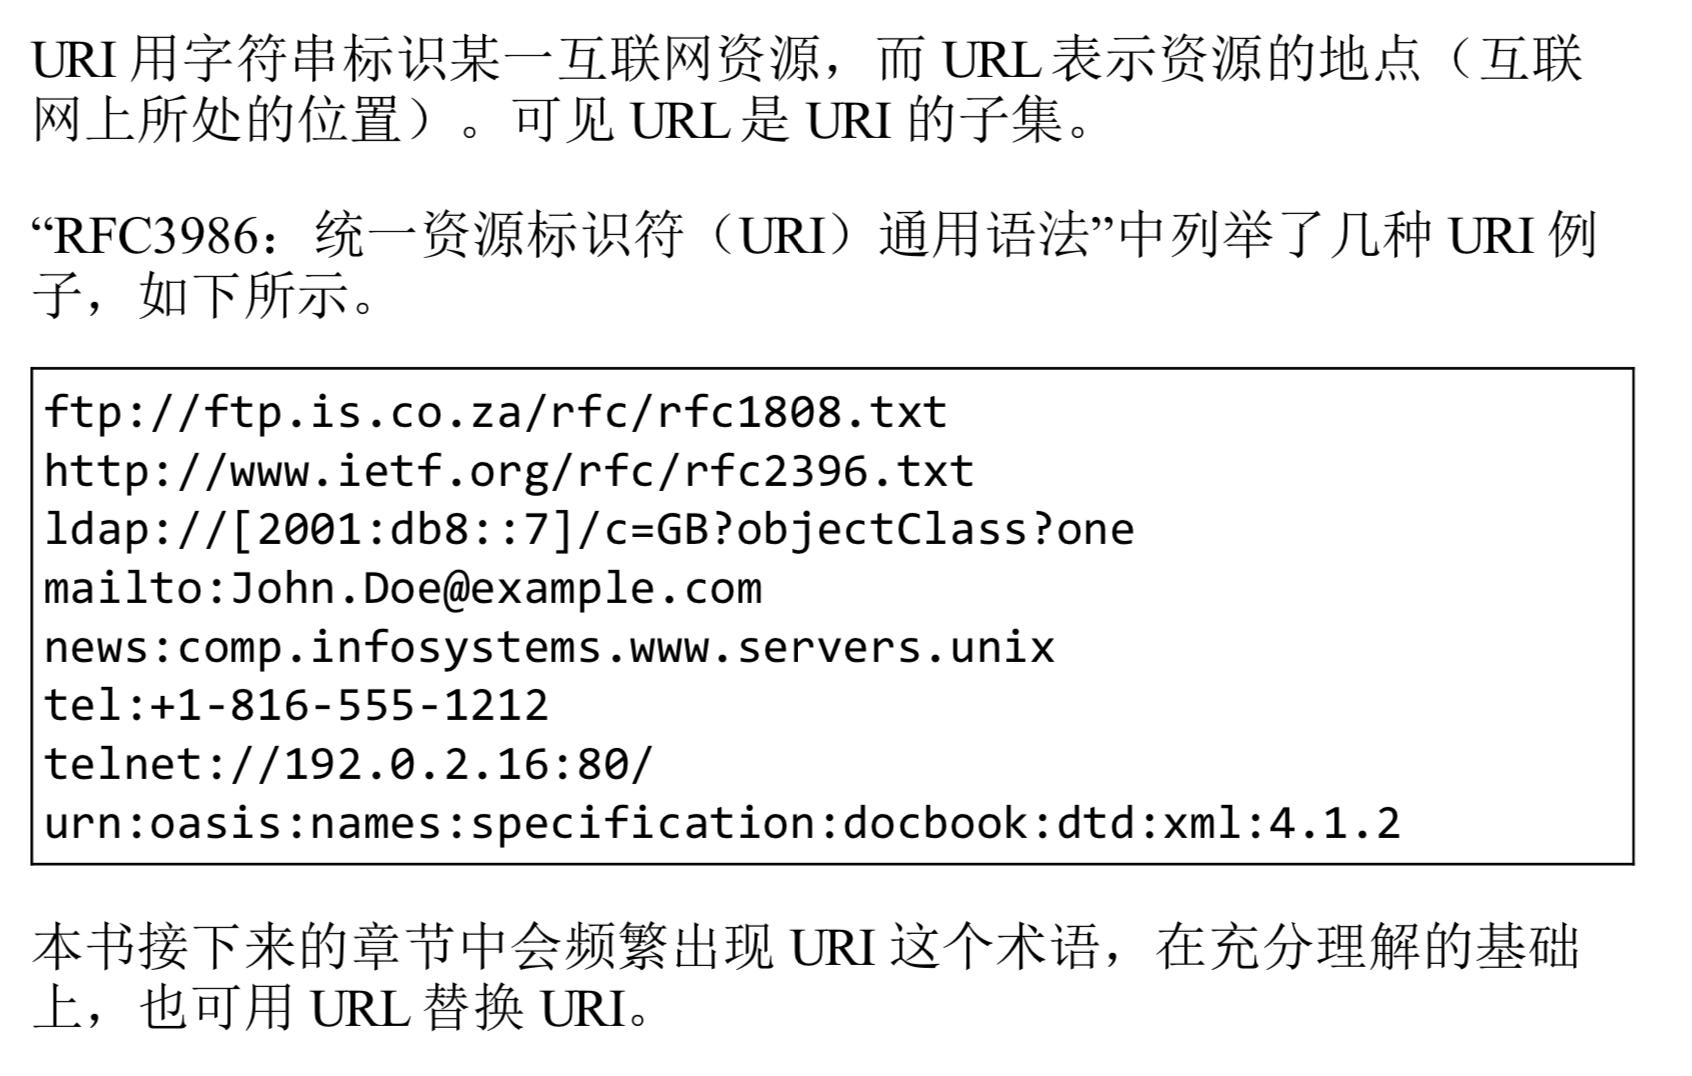 URI 用字符串标识某一互联网资源，而 URL 表示资源的地点（互联
网上所处的位置）。可见 URL 是 URI 的子集。
“RFC3986：统一资源标识符（URI）通用语法”中列举了几种 URI 例
子，如下所示。
ftp://ftp.is.co.za/rfc/rfc1808.txt
http://www.ietf.org/rfc/rfc2396.txt
ldap://[2001:db8::7]/c=GB?objectClass?one
mailto:John.Doe@example.com
news:comp.infosystems.www.servers.unix
tel:+1-816-555-1212
telnet://192.0.2.16:80/
urn:oasis:names:specification:docbook:dtd:xml:4.1.2
本书接下来的章节中会频繁出现 URI 这个术语，在充分理解的基础
上，也可用 URL 替换 URI。